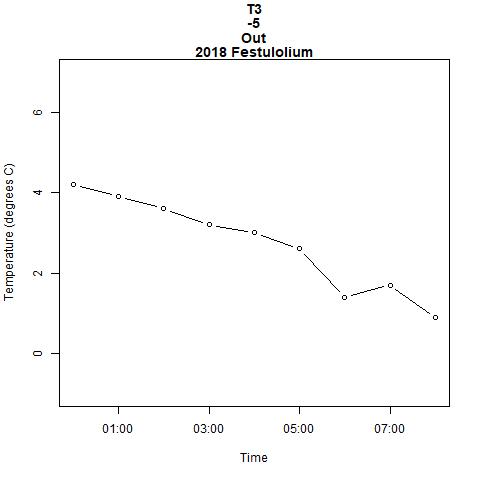 T3
-5
Out
2018 Festulolium
6
4
2
0
Temperature (degrees C)
01:00 03:00 05:00 07:00
Time